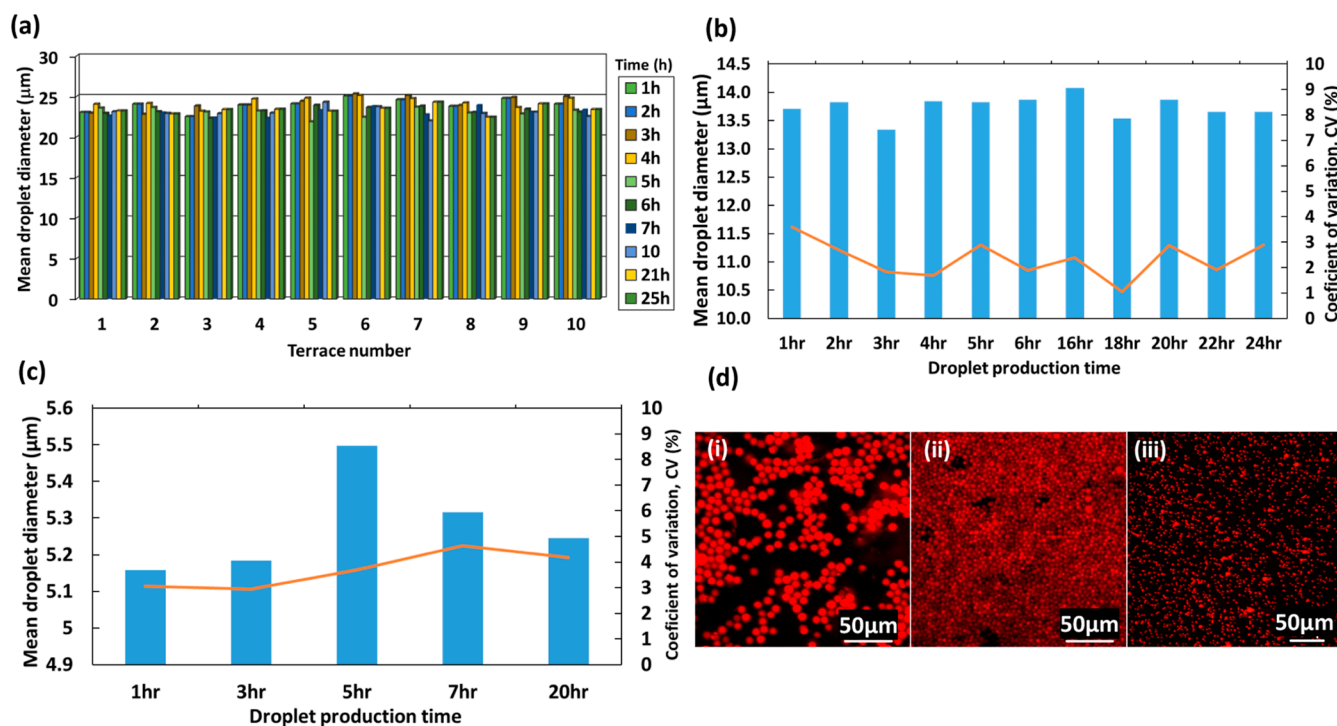 (a)
Mean droplet diameter (μm)
30
25
20
15
10
5
0
1 2 3 4 5 6 7 8 9 10
Terrace number
Time (h)
1h
2h
3h
4h
5h
6h
7h
10
21h
25h
(b)
Mean droplet diameter (μm)
14.5
14.0
13.5
13.0
12.5
12.0
11.5
11.0
10.5
10.0
1hr 2hr 3hr 4hr 5hr 6hr 16hr 18hr 20hr 22hr 24hr
Droplet production time
10
9
8
7
6
5
4
3
2
1
0
Coeficient of variation, CV (%)
(c)
Mean droplet diameter (μm)
5.6
5.5
5.4
5.3
5.2
5.1
5
4.9
1hr 3hr 5hr 7hr 20hr
Droplet production time
10
9
8
7
6
5
4
3
2
1
0
Coeficient of variation, CV (%)
(d)
(i)
50μm
(ii)
50μm
(iii)
50μm